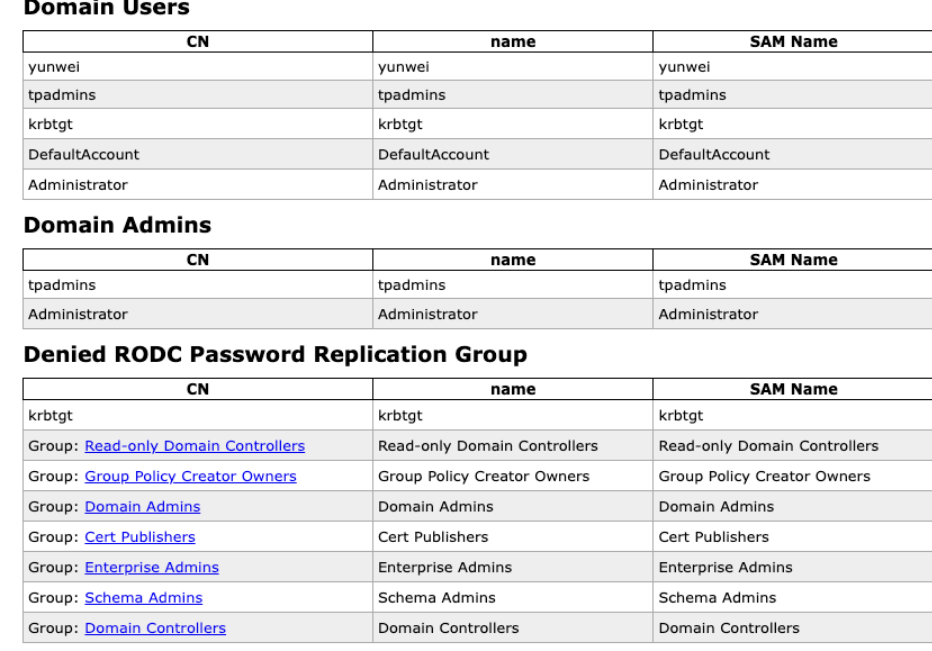 Domain Users
CN name SAM Name
yunwei yunwei yunwei
tpadmins tpadmins tpadmins
krbtgt krbtgt krbtgt
DefaultAccount DefaultAccount DefaultAccount
Administrator Administrator Administrator
Domain Admins
CN name SAM Name
tpadmins tpadmins tpadmins
Administrator Administrator Administrator
Denied RODC Password Replication Group
CN name SAM Name
krbtgt krbtgt krbtgt
Group: Read-only Domain Controllers Read-only Domain Controllers Read-only Domain Controllers
Group: Group Policy Creator Owners Group Policy Creator Owners Group Policy Creator Owners
Group: Domain Admins Domain Admins Domain Admins
Group: Cert Publishers Cert Publishers Cert Publishers
Group: Enterprise Admins Enterprise Admins Enterprise Admins
Group: Schema Admins Schema Admins Schema Admins
Group: Domain Controllers Domain Controllers Domain Controllers